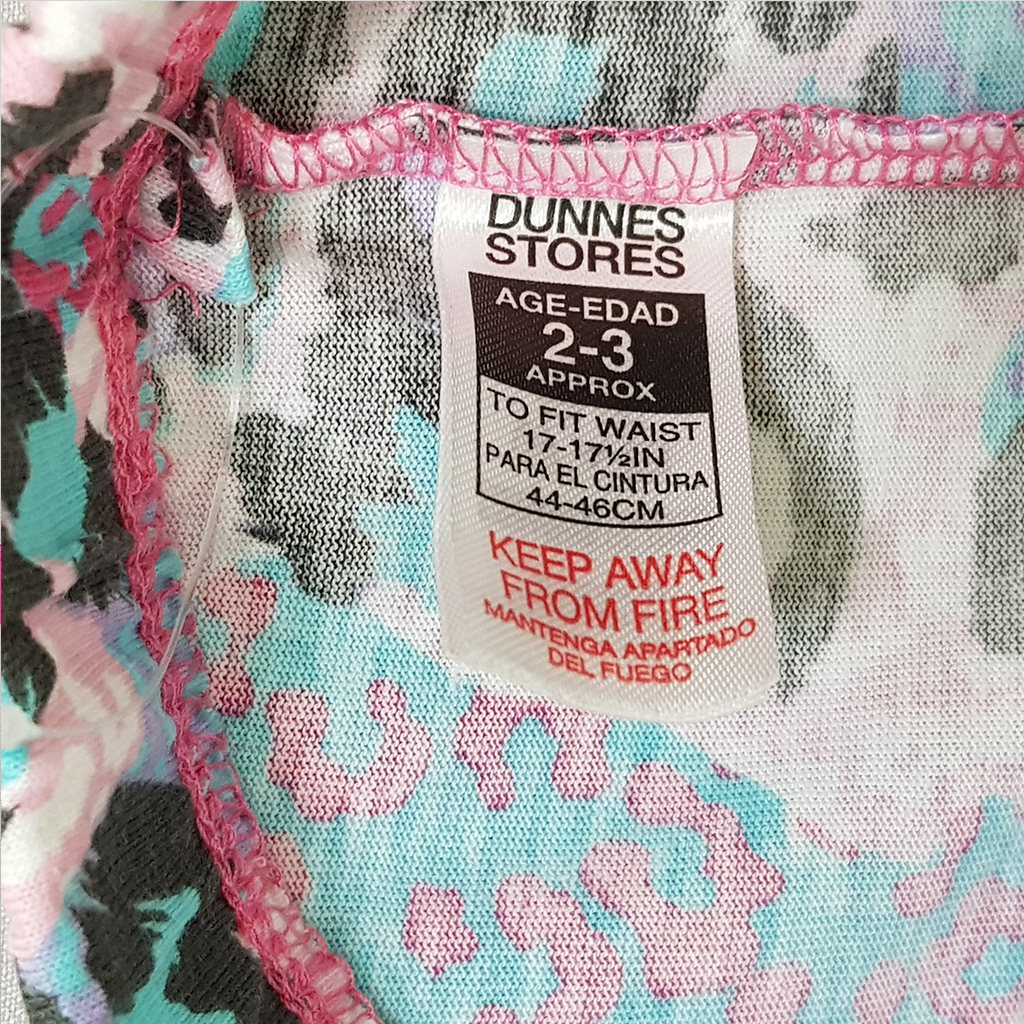 DUNNES
STORES
AGE-EDAD
2-3
APPROX
TO FIT WAIST
17-17½IN
PARA EL CINTURA
44-46CM
KEEP AWAY
FROM FIRE
MANTENGA APARTADO
DEL FUEGO